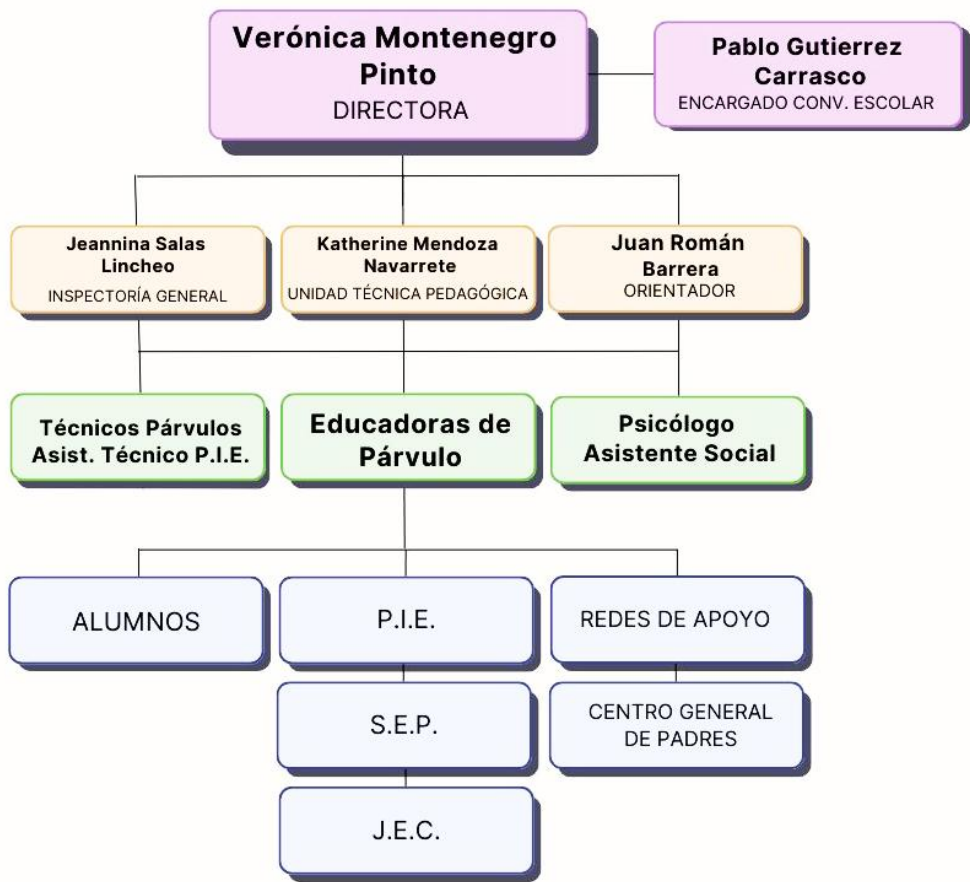 Verónica Montenegro
Pinto
DIRECTORA
Pablo Gutierrez
Carrasco
ENCARGADO CONV. ESCOLAR
Jeannina Salas
Lincheo
INSPECTORÍA GENERAL
Katherine Mendoza
Navarrete
UNIDAD TÉCNICA PEDAGÓGICA
Juan Román
Barrera
ORIENTADOR
Técnicos Párvulos
Asist. Técnico P.I.E.
Educadoras de
Párvulo
Psicólogo
Asistente Social
ALUMNOS
P.I.E.
REDES DE APOYO
S.E.P.
CENTRO GENERAL
DE PADRES
J.E.C.